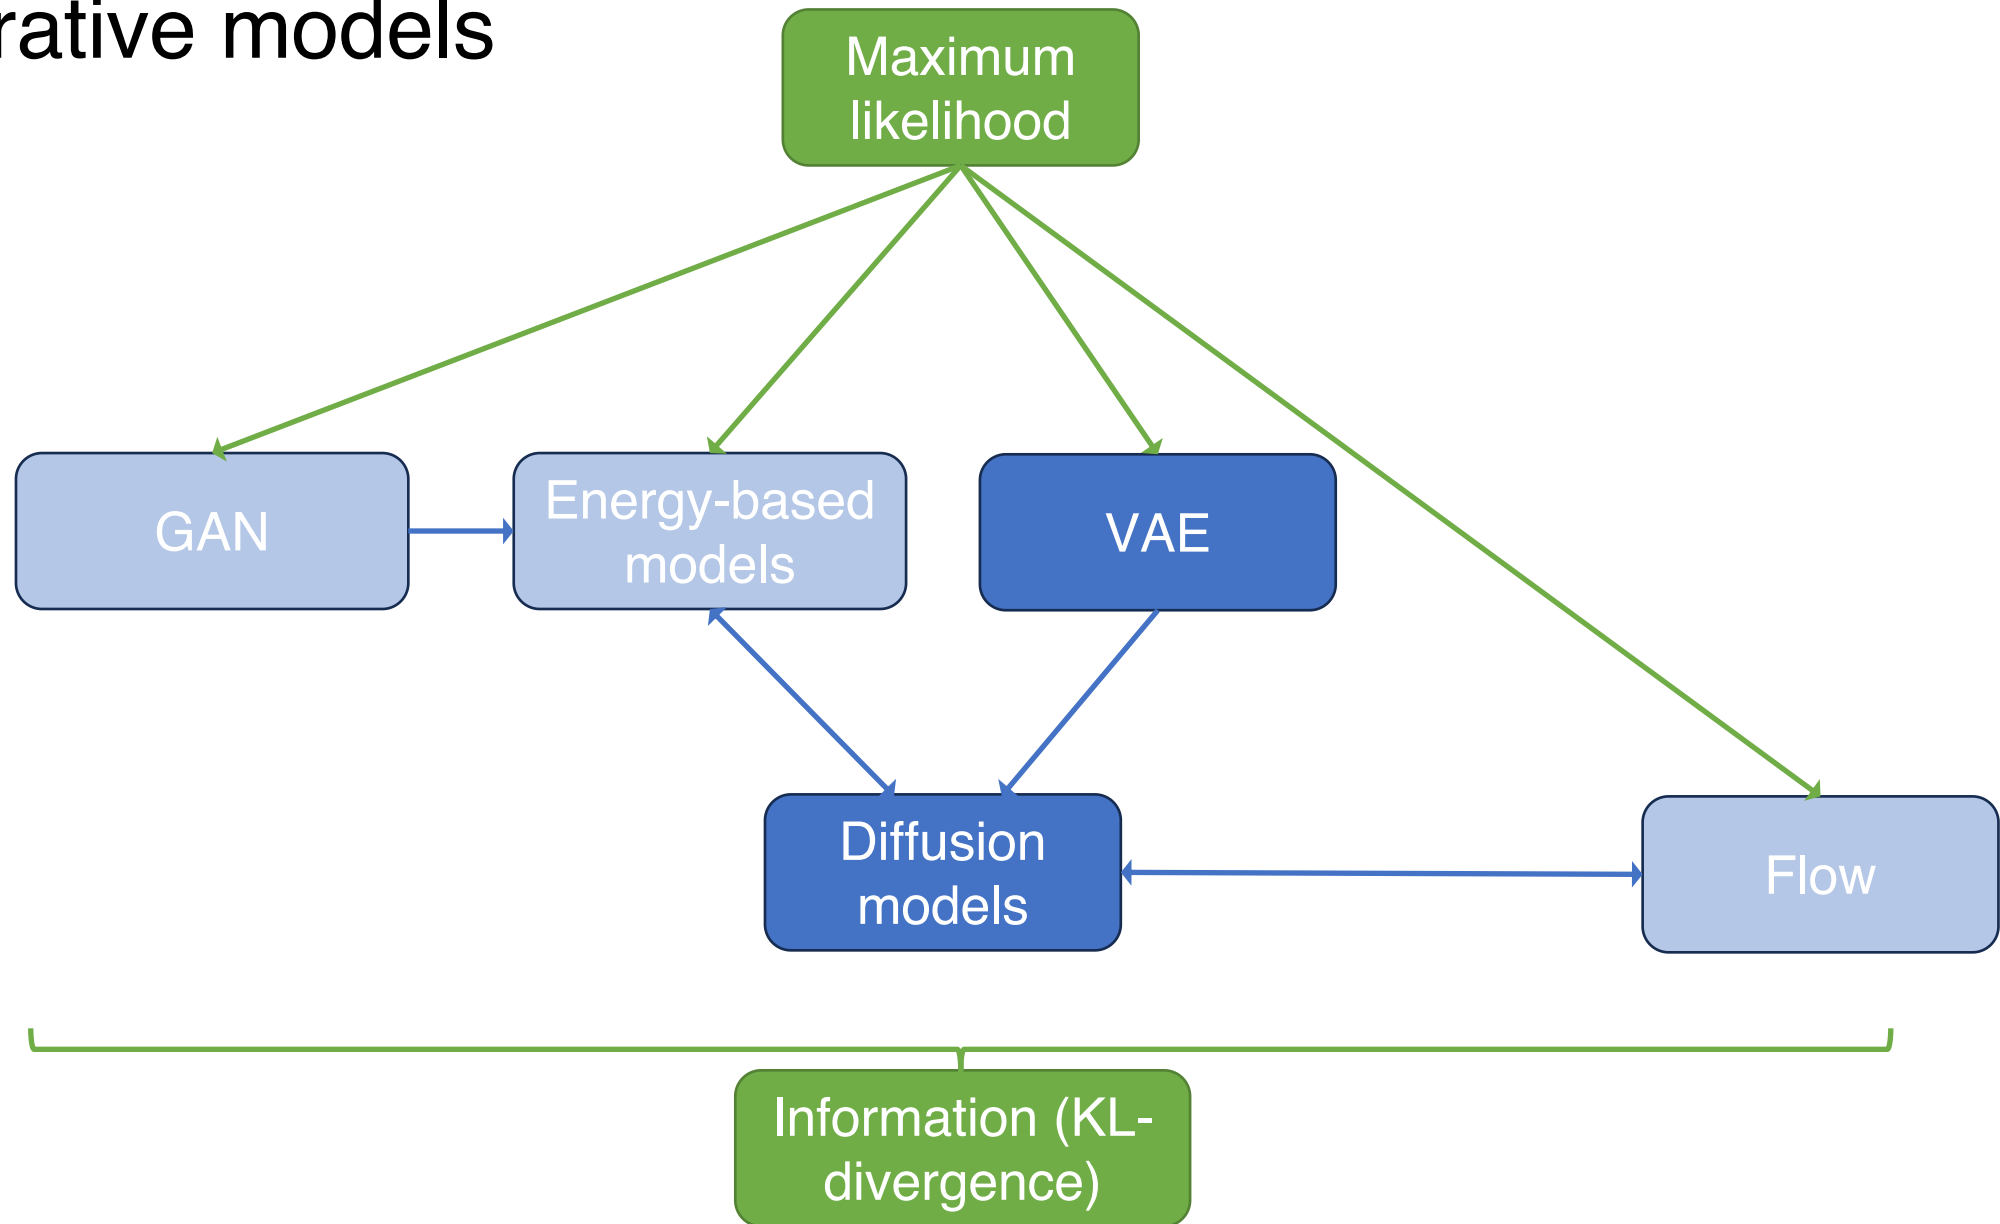 rative models
Maximum
likelihood
GAN
Energy-based
models
VAE
Diffusion
models
Flow
Information (KL-
divergence)